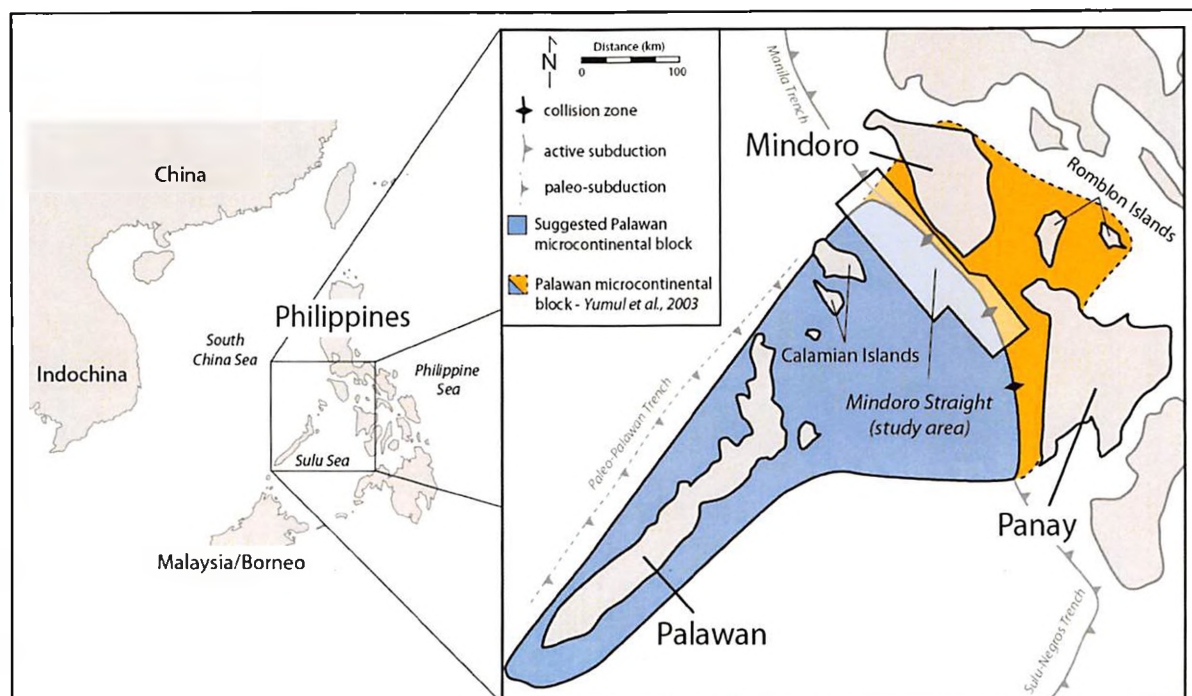 China
Indochina
South
China Sea
Philippines
Philippine
Sea
Sulu Sea
Malaysia/Borneo
N
Distance (km)
0
100
collision zone
active subduction
paleo-subduction
Suggested Palawan
microcontinental block
Palawan microcontinental
block - Yumul et al., 2003
Manila Trench
Mindoro
Romblon Islands
Calamian Islands
Mindoro Straight
(study area)
Paleo-Palawan Trench
Panay
Palawan
Sulu-Negros Trench